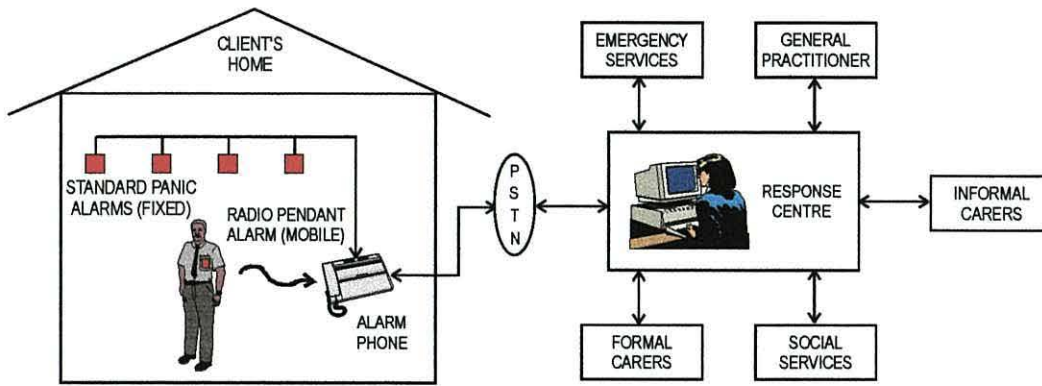 CLIENT'S
HOME
STANDARD PANIC
ALARMS (FIXED)
RADIO PENDANT
ALARM (MOBILE)
ALARM
PHONE
P
S
T
N
EMERGENCY
SERVICES
GENERAL
PRACTITIONER
RESPONSE
CENTRE
INFORMAL
CARERS
FORMAL
CARERS
SOCIAL
SERVICES